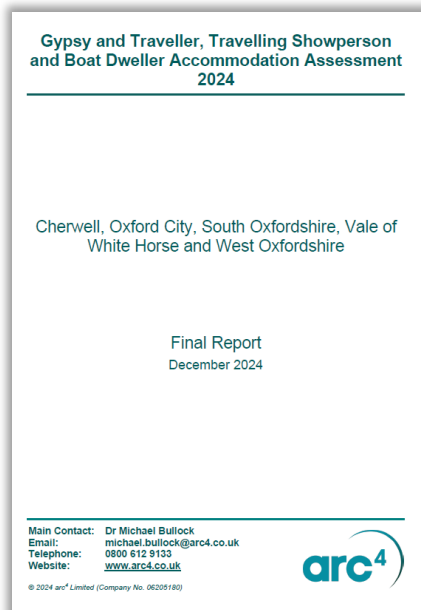 Gypsy and Traveller, Travelling Showperson
and Boat Dweller Accommodation Assessment
2024
Cherwell, Oxford City, South Oxfordshire, Vale of
White Horse and West Oxfordshire
Final Report
December 2024
Main Contact: Dr Michael Bullock
Email: michael.bullock@arc4.co.uk
Telephone: 0800 612 9133
Website: www.arc4.co.uk
© 2024 arc⁴ Limited (Company No. 06205180)
arc⁴